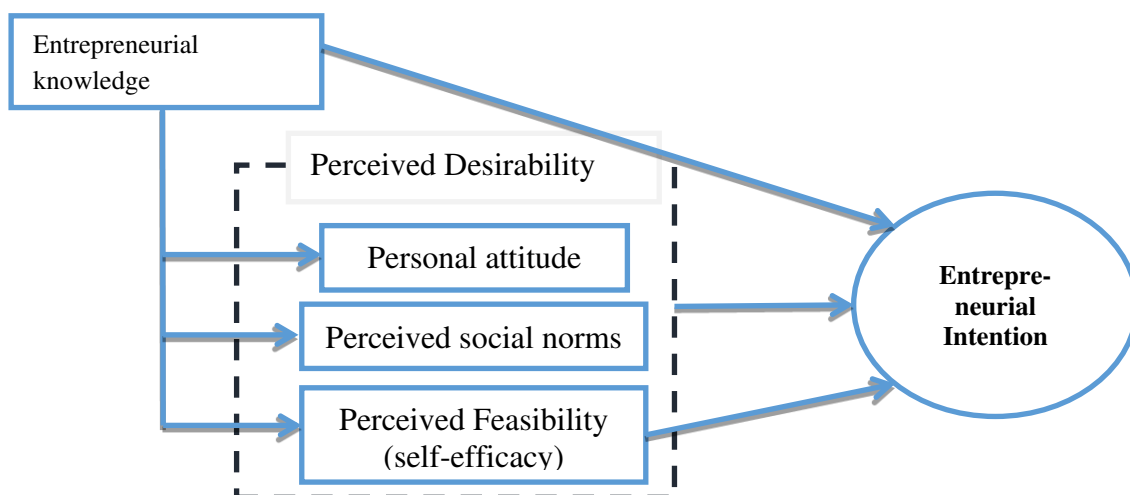 Entrepreneurial
knowledge
Perceived Desirability
Personal attitude
Perceived social norms
Perceived Feasibility
(self-efficacy)
Entrepre-
neurial
Intention